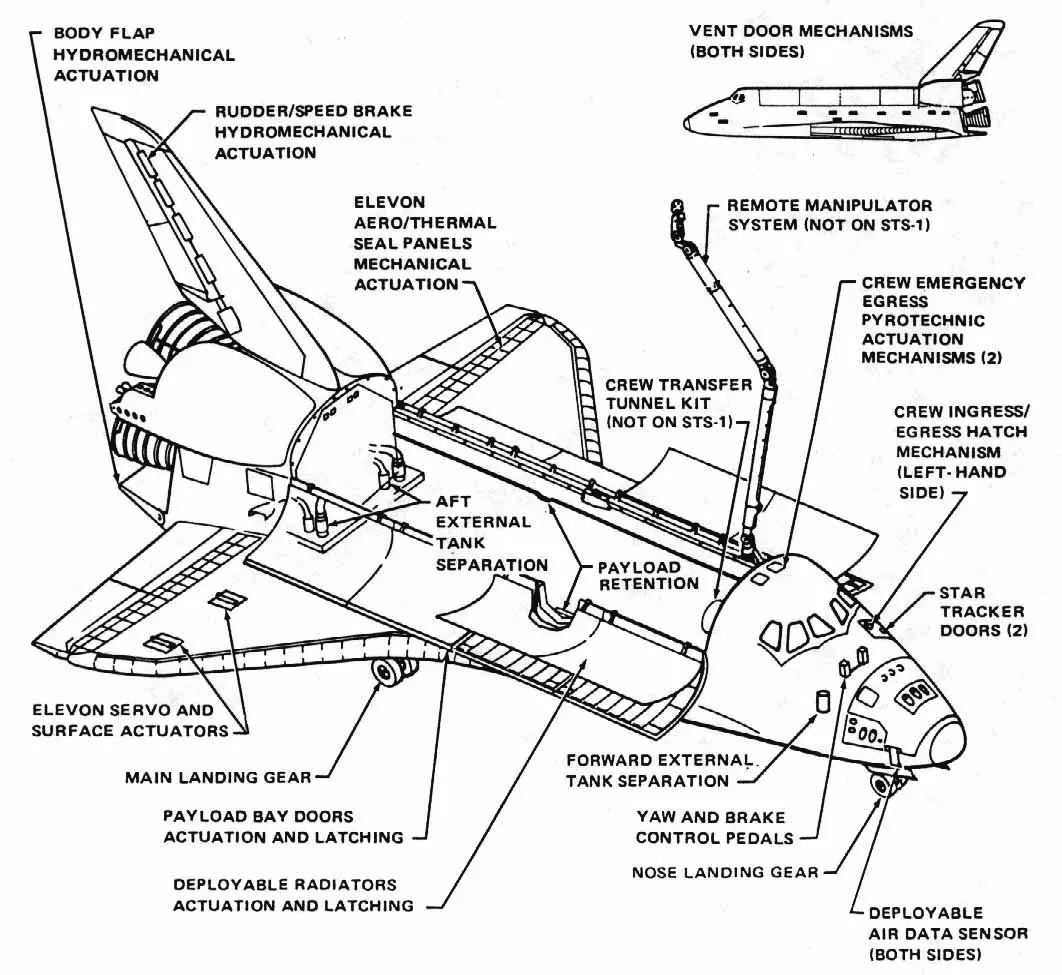 BODY FLAP
HYDROMECHANICAL
ACTUATION
VENT DOOR MECHANISMS
(BOTH SIDES)
RUDDER/SPEED BRAKE
HYDROMECHANICAL
ACTUATION
ELEVON
AERO/THERMAL
SEAL PANELS
MECHANICAL
ACTUATION
REMOTE MANIPULATOR
SYSTEM (NOT ON STS-1)
CREW EMERGENCY
EGRESS
PYROTECHNIC
ACTUATION
MECHANISMS (2)
CREW TRANSFER
TUNNEL KIT
(NOT ON STS-1)
CREW INGRESS/
EGRESS HATCH
MECHANISM
(LEFT-HAND
SIDE)
AFT
EXTERNAL
TANK
SEPARATION
PAYLOAD
RETENTION
STAR
TRACKER
DOORS (2)
ELEVON SERVO AND
SURFACE ACTUATORS
MAIN LANDING GEAR
FORWARD EXTERNAL
TANK SEPARATION
PAYLOAD BAY DOORS
ACTUATION AND LATCHING
YAW AND BRAKE
CONTROL PEDALS
NOSE LANDING GEAR
DEPLOYABLE RADIATORS
ACTUATION AND LATCHING
DEPLOYABLE
AIR DATA SENSOR
(BOTH SIDES)